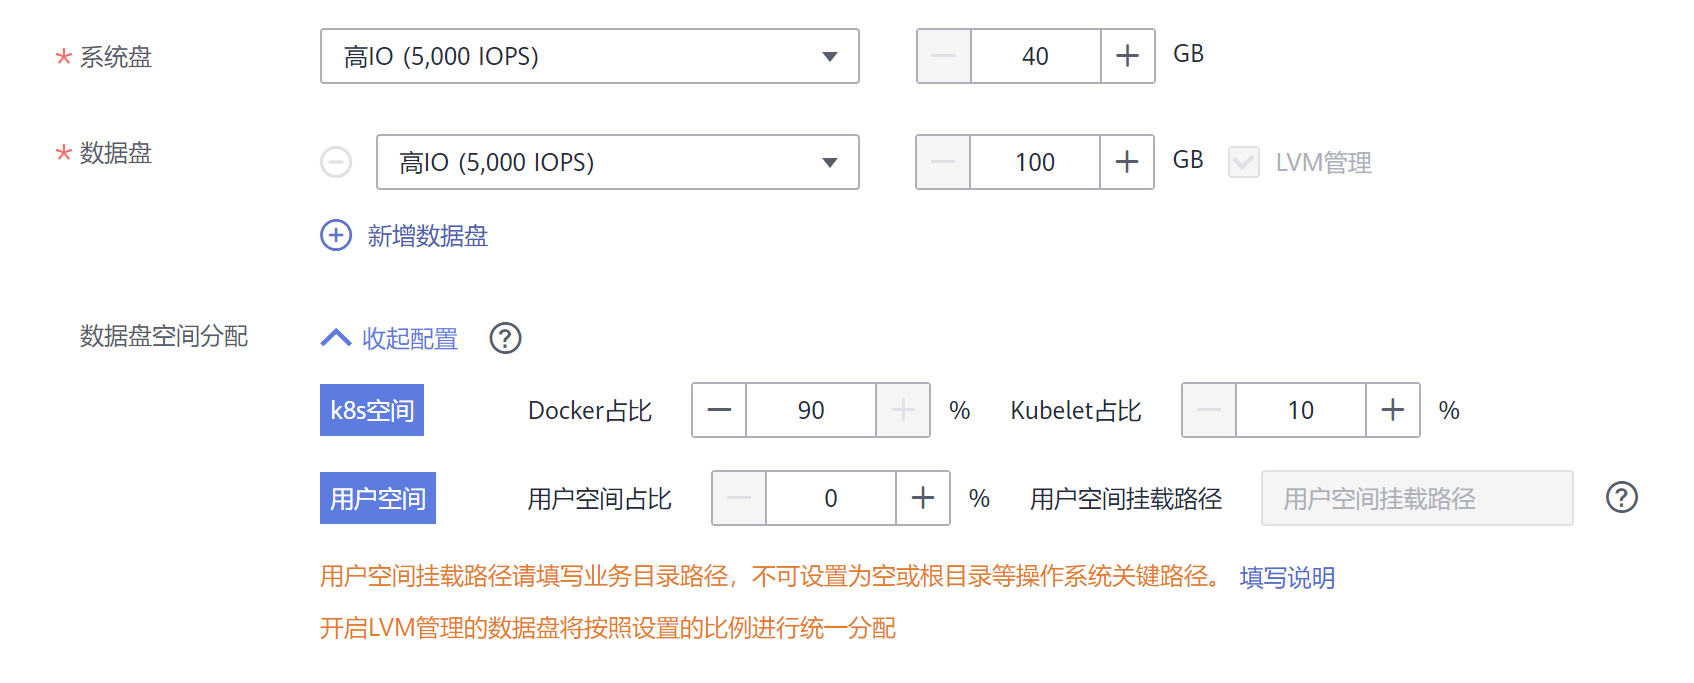 * 系统盘 高IO (5,000 IOPS) 40 GB
* 数据盘 高IO (5,000 IOPS) 100 GB LVM管理
新增数据盘
数据盘空间分配 收起配置
k8s空间 Docker占比 90 % Kubelet占比 10 %
用户空间 用户空间占比 0 % 用户空间挂载路径 用户空间挂载路径
用户空间挂载路径请填写业务目录路径，不可设置为空或根目录等操作系统关键路径。 填写说明
开启LVM管理的数据盘将按照设置的比例进行统一分配